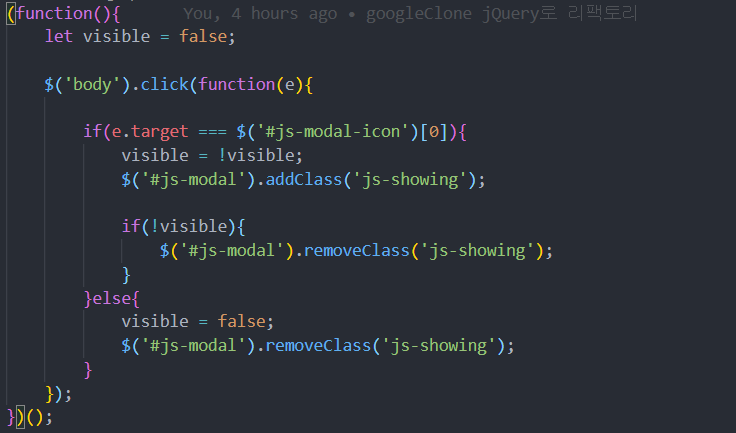 (function(){ You, 4 hours ago • googleClone jQuery로 리팩토리
let visible = false;
$('body').click(function(e){
if(e.target === $('#js-modal-icon')[0]){
visible = !visible;
$('#js-modal').addClass('js-showing');
if(!visible){
$('#js-modal').removeClass('js-showing');
}
}else{
visible = false;
$('#js-modal').removeClass('js-showing');
}
});
})();